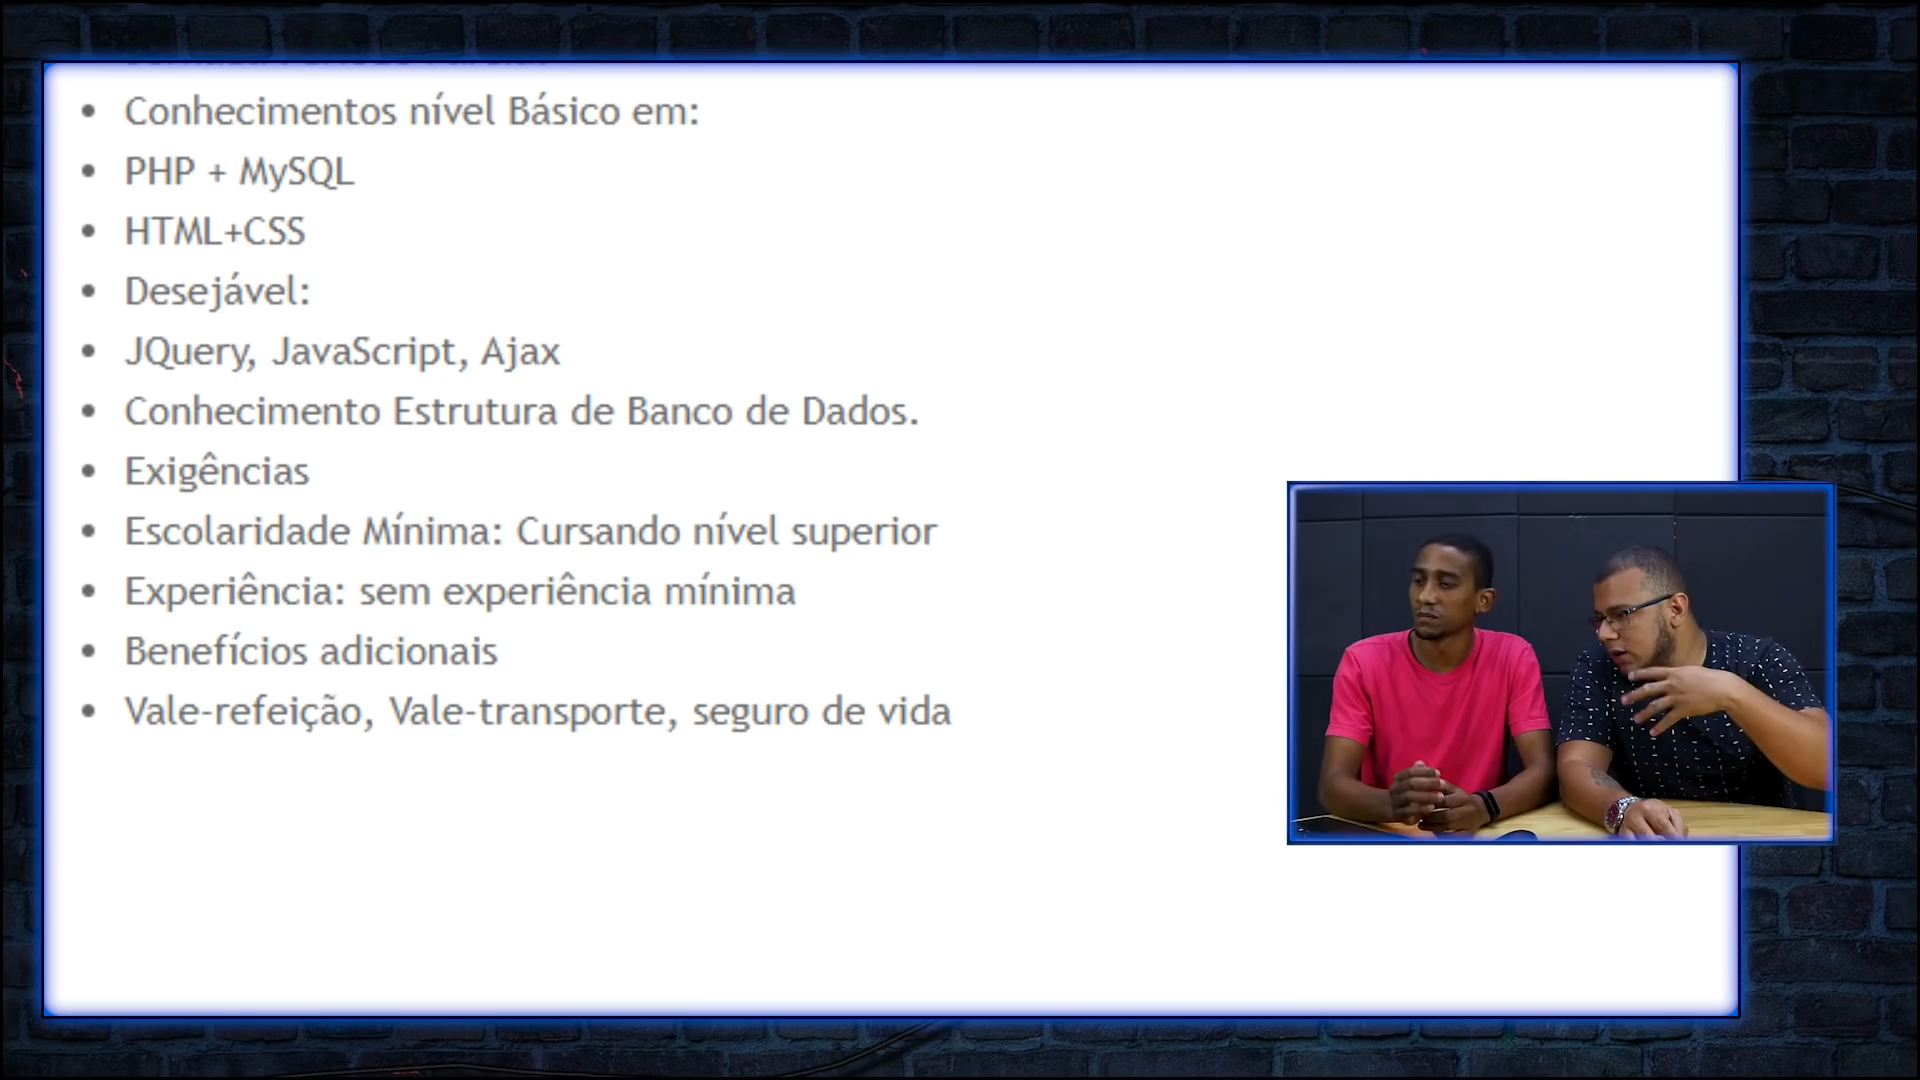 Conhecimentos nível Básico em:
PHP + MySQL
HTML+CSS
Desejável:
JQuery, JavaScript, Ajax
Conhecimento Estrutura de Banco de Dados.
Exigências
Escolaridade Mínima: Cursando nível superior
Experiência: sem experiência mínima
Benefícios adicionais
Vale-refeição, Vale-transporte, seguro de vida